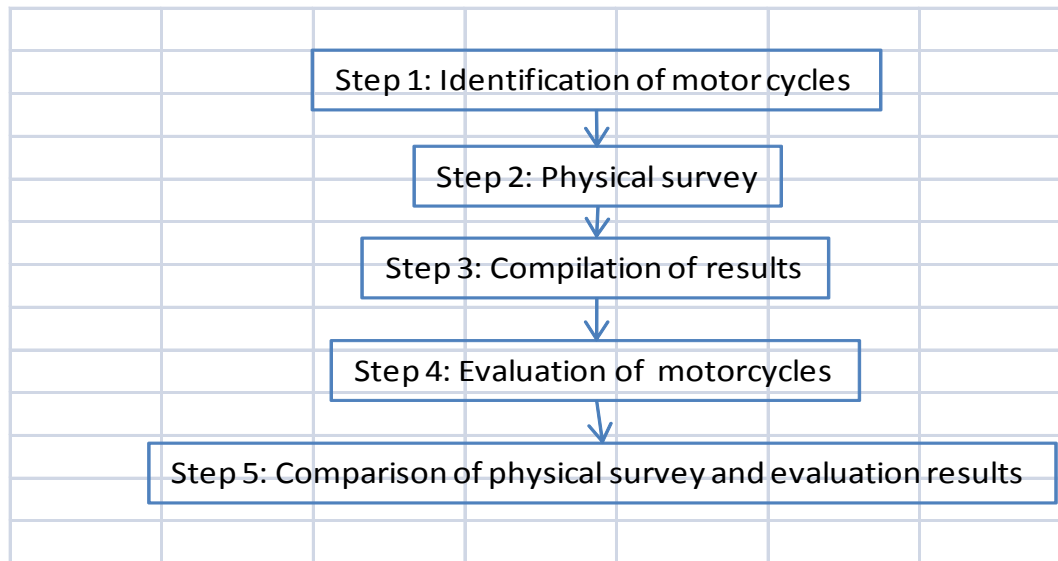 Step 1: Identification of motor cycles
Step 2: Physical survey
Step 3: Compilation of results
Step 4: Evaluation of motorcycles
Step 5: Comparison of physical survey and evaluation results